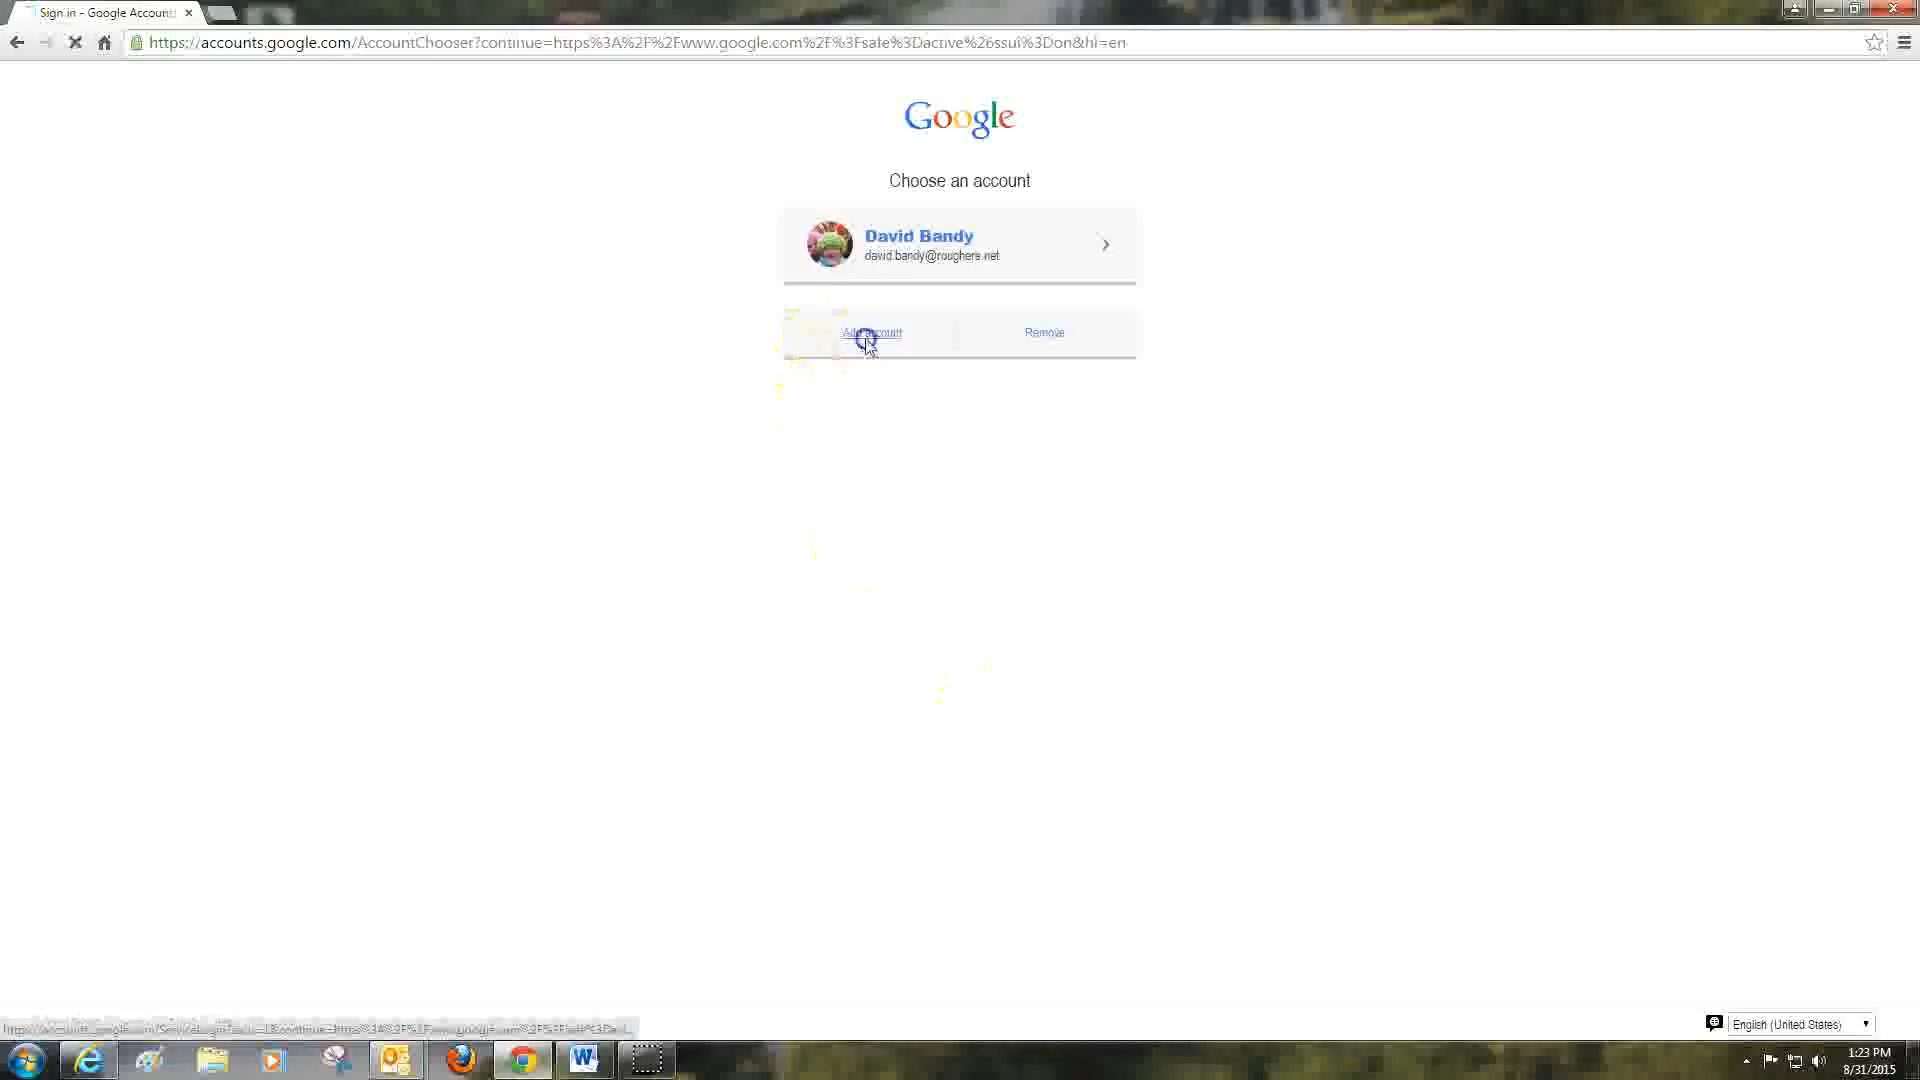 Sign in - Google Account
https://accounts.google.com/AccountChooser?continue=https%3A%2F%2Fwww.google.com%2F%3Fsafe%3Dactive%26ssui%3Don&hl=en
Google
Choose an account
David Bandy
david.bandy@roughers.net
Add account
Remove
English (United States)
1:23 PM
8/31/2015